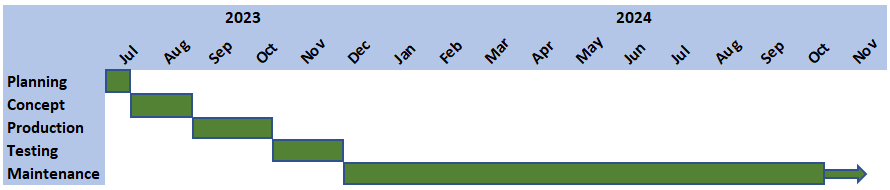 2023 2024
Jul Aug Sep Oct Nov Dec Jan Feb Mar Apr May Jun Jul Aug Sep Oct Nov
Planning
Concept
Production
Testing
Maintenance